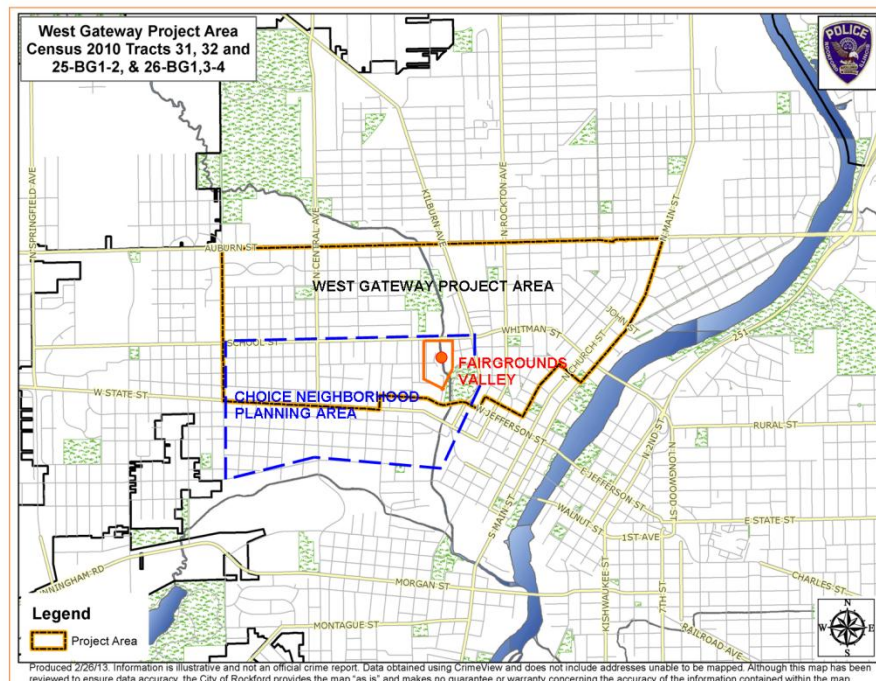 West Gateway Project Area
Census 2010 Tracts 31, 32 and
25-BG1-2, & 26-BG1,3-4
POLICE
N SPRINGFIELD AVE
N CENTRAL AVE
KILBURN AVE
N ROCKTON AVE
N MAIN ST
AUBURN ST
WEST GATEWAY PROJECT AREA
JOHN ST
WHITMAN ST
251
SCHOOL ST
N CHURCH ST
FAIRGROUNDS
VALLEY
W STATE ST
CHOICE NEIGHBORHOOD
PLANNING AREA
W JEFFERSON ST
N 2ND ST
N LONGWOOD ST
RURAL ST
E JEFFERSON ST
S MAIN ST
WALNUT ST
E STATE ST
1ST AVE
NNINGHAM RD
MORGAN ST
KISHWAUKEE ST
7TH ST
CHARLES ST
MONTAGUE ST
RAILROAD AVE
Legend
Project Area
N
W E
S
Produced 2/26/13. Information is illustrative and not an official crime report. Data obtained using CrimeView and does not include addresses unable to be mapped. Although this map has been
reviewed to ensure data accuracy, the City of Rockford provides the map "as is" and makes no guarantee or warranty concerning the accuracy of the information contained within the map.